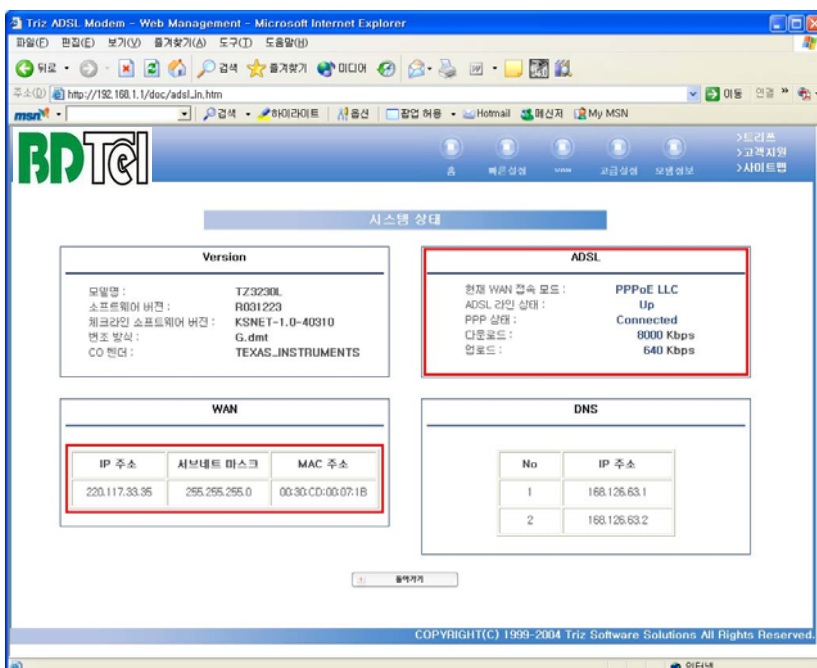 Triz ADSL Modem - Web Management - Microsoft Internet Explorer
파일(F) 편집(E) 보기(V) 즐겨찾기(A) 도구(T) 도움말(H)
뒤로 검색 즐겨찾기 미디어
주소(D) http://192.168.1.1/doc/adsl_in.htm 이동 연결 »
msn 검색 하이라이트 옵션 팝업 허용 Hotmail 메신저 My MSN
BDTel
홈 빠른설정 고급설정 모뎀정보
>트리즈
>고객지원
>사이트맵
시스템 상태
Version
모델명 : TZ3230L
소프트웨어 버젼 : R031223
체크라인 소프트웨어 버젼 : KSNET-1.0-40310
변조 방식 : G.dmt
CO 벤더 : TEXAS_INSTRUMENTS
ADSL
현재 WAN 접속 모드 : PPPoE LLC
ADSL 라인 상태 : Up
PPP 상태 : Connected
다운로드 : 8000 Kbps
업로드 : 640 Kbps
WAN
IP 주소 서브네트 마스크 MAC 주소
220.117.33.35 255.255.255.0 00:30:CD:00:07:1B
DNS
No IP 주소
1 168.126.63.1
2 168.126.63.2
돌아가기
COPYRIGHT(C) 1999-2004 Triz Software Solutions All Rights Reserved.
인터넷